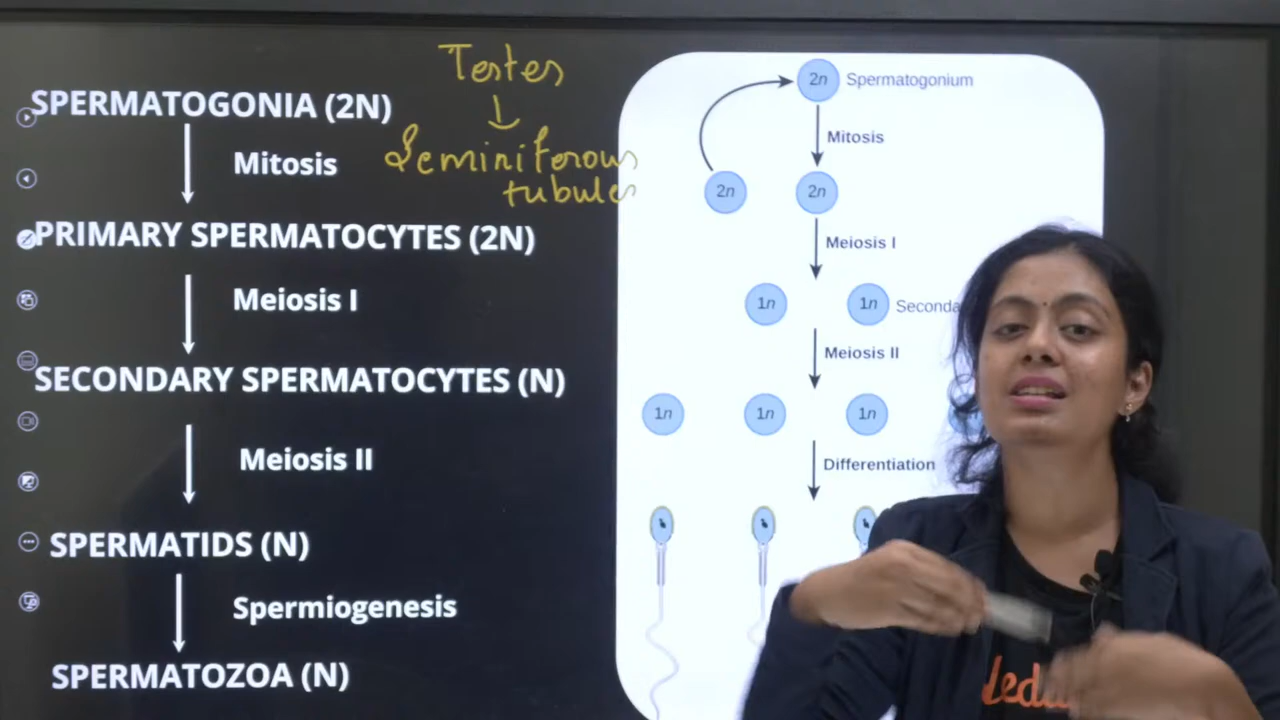 SPERMATOGONIA (2N)
Mitosis
PRIMARY SPERMATOCYTES (2N)
Meiosis I
SECONDARY SPERMATOCYTES (N)
Meiosis II
SPERMATIDS (N)
Spermiogenesis
SPERMATOZOA (N)
Testes
Seminiferous
tubules
2n Spermatogonium
Mitosis
2n 2n
Meiosis I
1n 1n
Meiosis II
1n 1n 1n
Differentiation